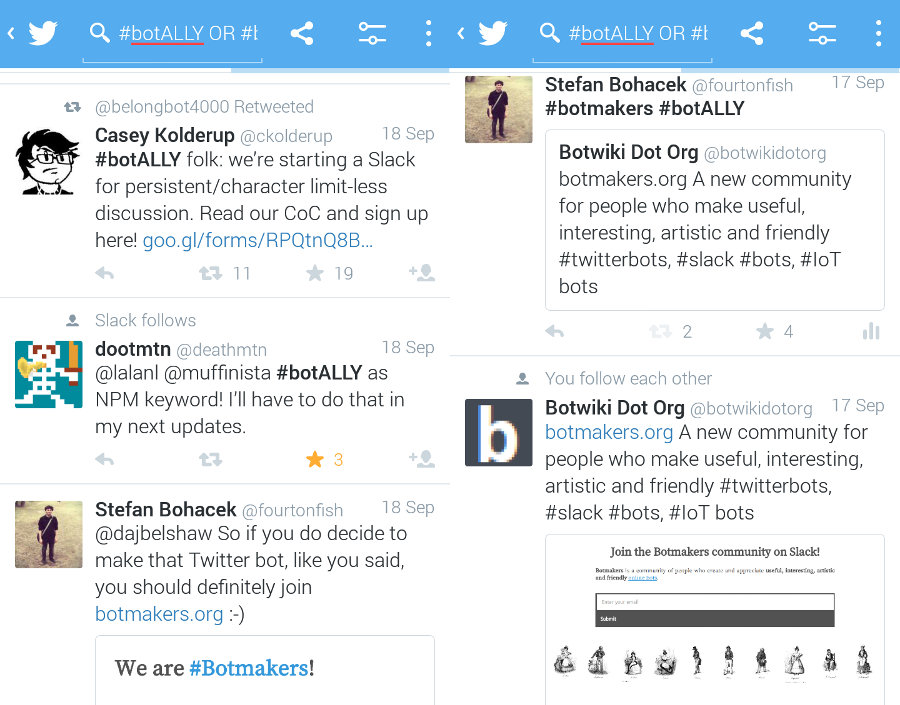 #botALLY OR #b
@belongbot4000 Retweeted
Casey Kolderup @ckolderup 18 Sep
#botALLY folk: we're starting a Slack
for persistent/character limit-less
discussion. Read our CoC and sign up
here! goo.gl/forms/RPQtnQ8B...
11 19
Slack follows
dootmtn @deathmtn 18 Sep
@lalanl @muffinista #botALLY as
NPM keyword! I'll have to do that in
my next updates.
3
Stefan Bohacek @fourtonfish 18 Sep
@dajbelshaw So if you do decide to
make that Twitter bot, like you said,
you should definitely join
botmakers.org :-)
We are #Botmakers!
#botALLY OR #b
Stefan Bohacek @fourtonfish 17 Sep
#botmakers #botALLY
Botwiki Dot Org @botwikidotorg
botmakers.org A new community
for people who make useful,
interesting, artistic and friendly
#twitterbots, #slack #bots, #IoT
bots
2 4
You follow each other
Botwiki Dot Org @botwikidotorg 17 Sep
botmakers.org A new community for
people who make useful, interesting,
artistic and friendly #twitterbots,
#slack #bots, #IoT bots
Join the Botmakers community on Slack!
Botmakers is a community of people who create and appreciate useful, interesting, artistic
and friendly online bots.
Enter your email
Submit